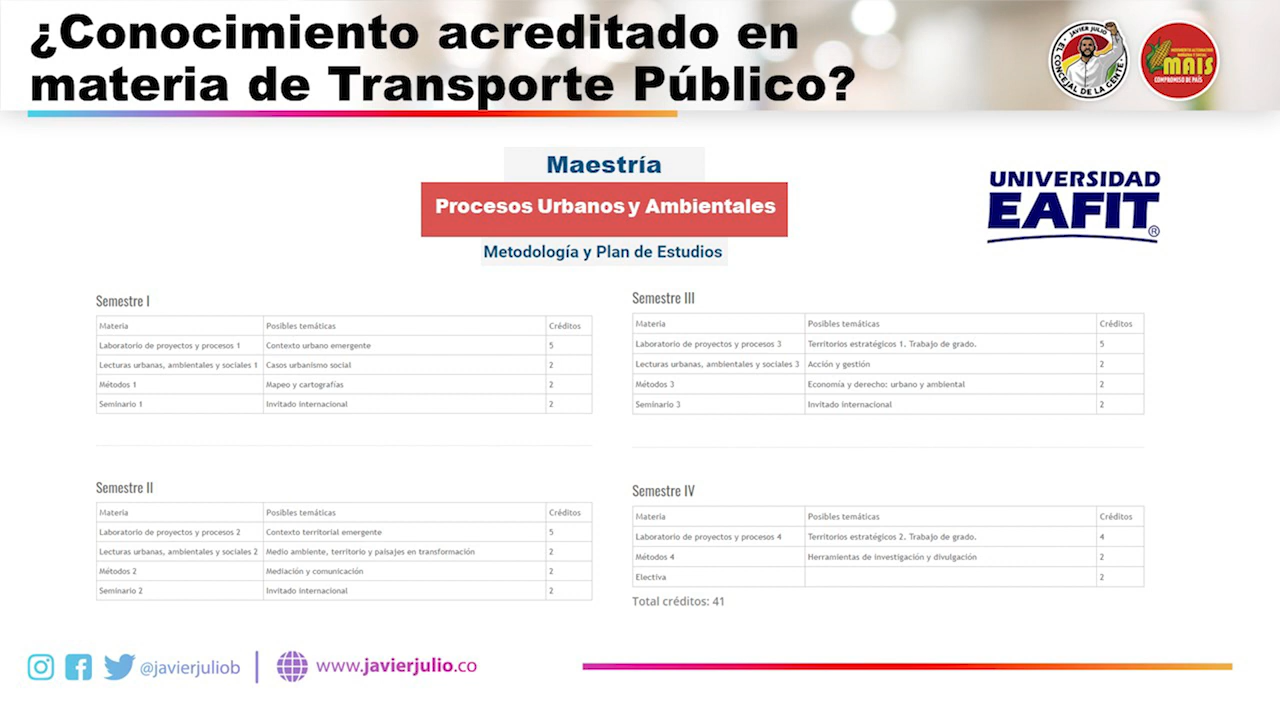 ¿Conocimiento acreditado en
materia de Transporte Público?
JAVIER JULIO
EL CONCEJAL DE LA GENTE
MOVIMIENTO ALTERNATIVO
INDÍGENA Y SOCIAL
MAIS
COMPROMISO DE PAÍS
Maestría
Procesos Urbanos y Ambientales
Metodología y Plan de Estudios
UNIVERSIDAD
EAFIT®
Semestre I
Materia Posibles temáticas Créditos
Laboratorio de proyectos y procesos 1 Contexto urbano emergente 5
Lecturas urbanas, ambientales y sociales 1 Casos urbanismo social 2
Métodos 1 Mapeo y cartografías 2
Seminario 1 Invitado internacional 2
Semestre II
Materia Posibles temáticas Créditos
Laboratorio de proyectos y procesos 2 Contexto territorial emergente 5
Lecturas urbanas, ambientales y sociales 2 Medio ambiente, territorio y paisajes en transformación 2
Métodos 2 Mediación y comunicación 2
Seminario 2 Invitado internacional 2
Semestre III
Materia Posibles temáticas Créditos
Laboratorio de proyectos y procesos 3 Territorios estratégicos 1. Trabajo de grado. 5
Lecturas urbanas, ambientales y sociales 3 Acción y gestión 2
Métodos 3 Economía y derecho: urbano y ambiental 2
Seminario 3 Invitado internacional 2
Semestre IV
Materia Posibles temáticas Créditos
Laboratorio de proyectos y procesos 4 Territorios estratégicos 2. Trabajo de grado. 4
Métodos 4 Herramientas de investigación y divulgación 2
Electiva 2
Total créditos: 41
@javierjuliob www.javierjulio.co